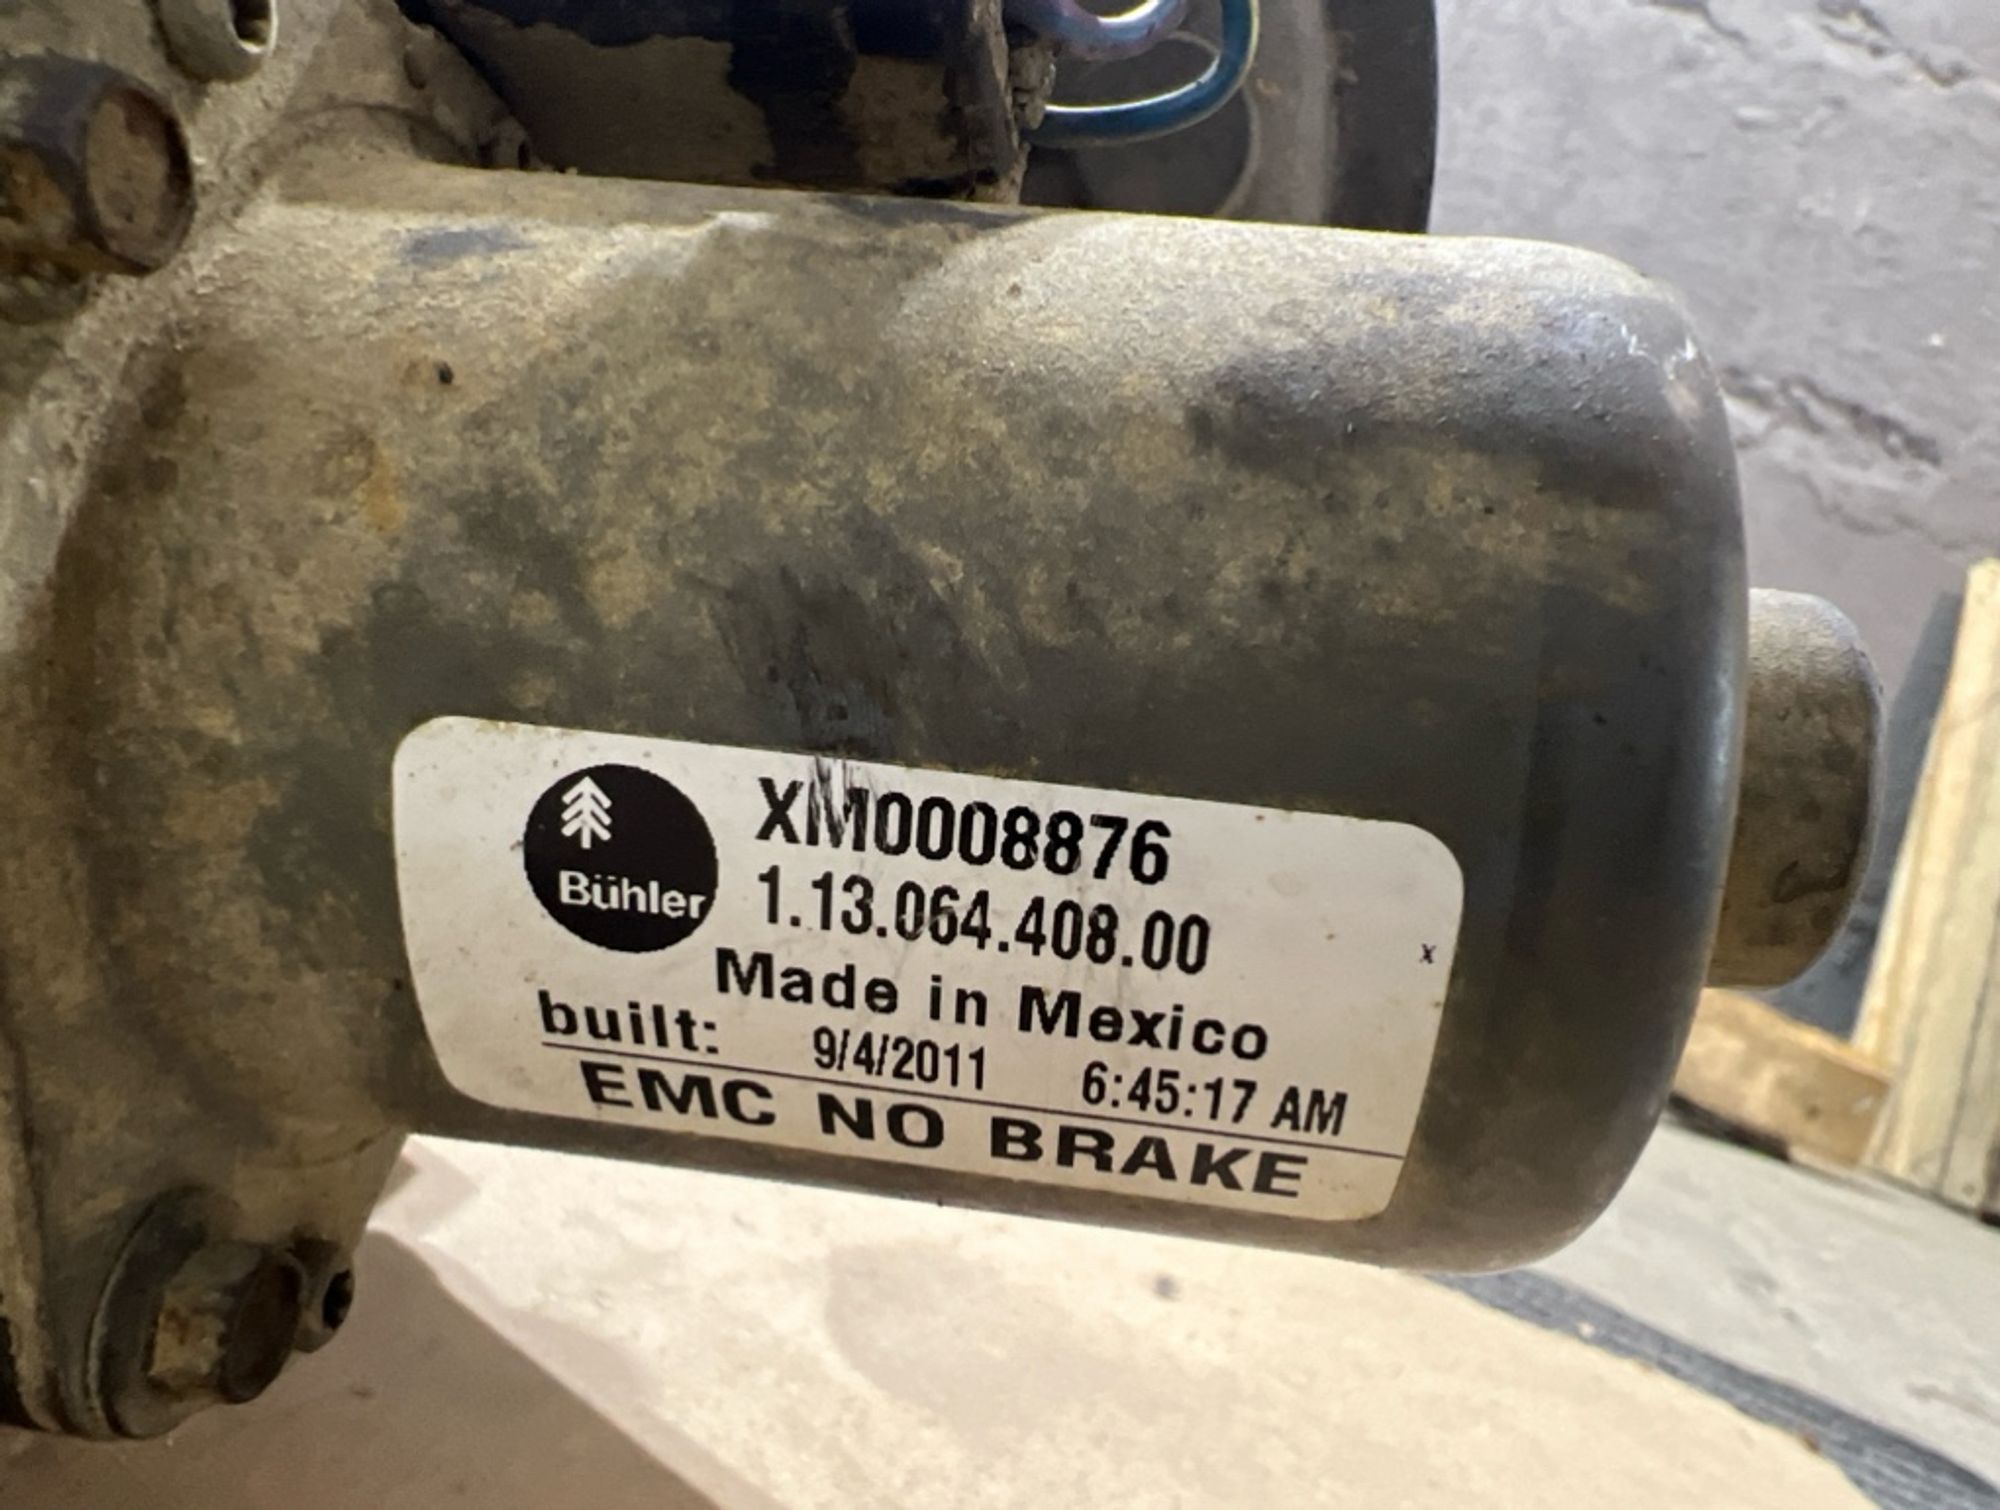 Bühler
XM0008876
1.13.064.408.00
x
Made in Mexico
built: 9/4/2011 6:45:17 AM
EMC NO BRAKE